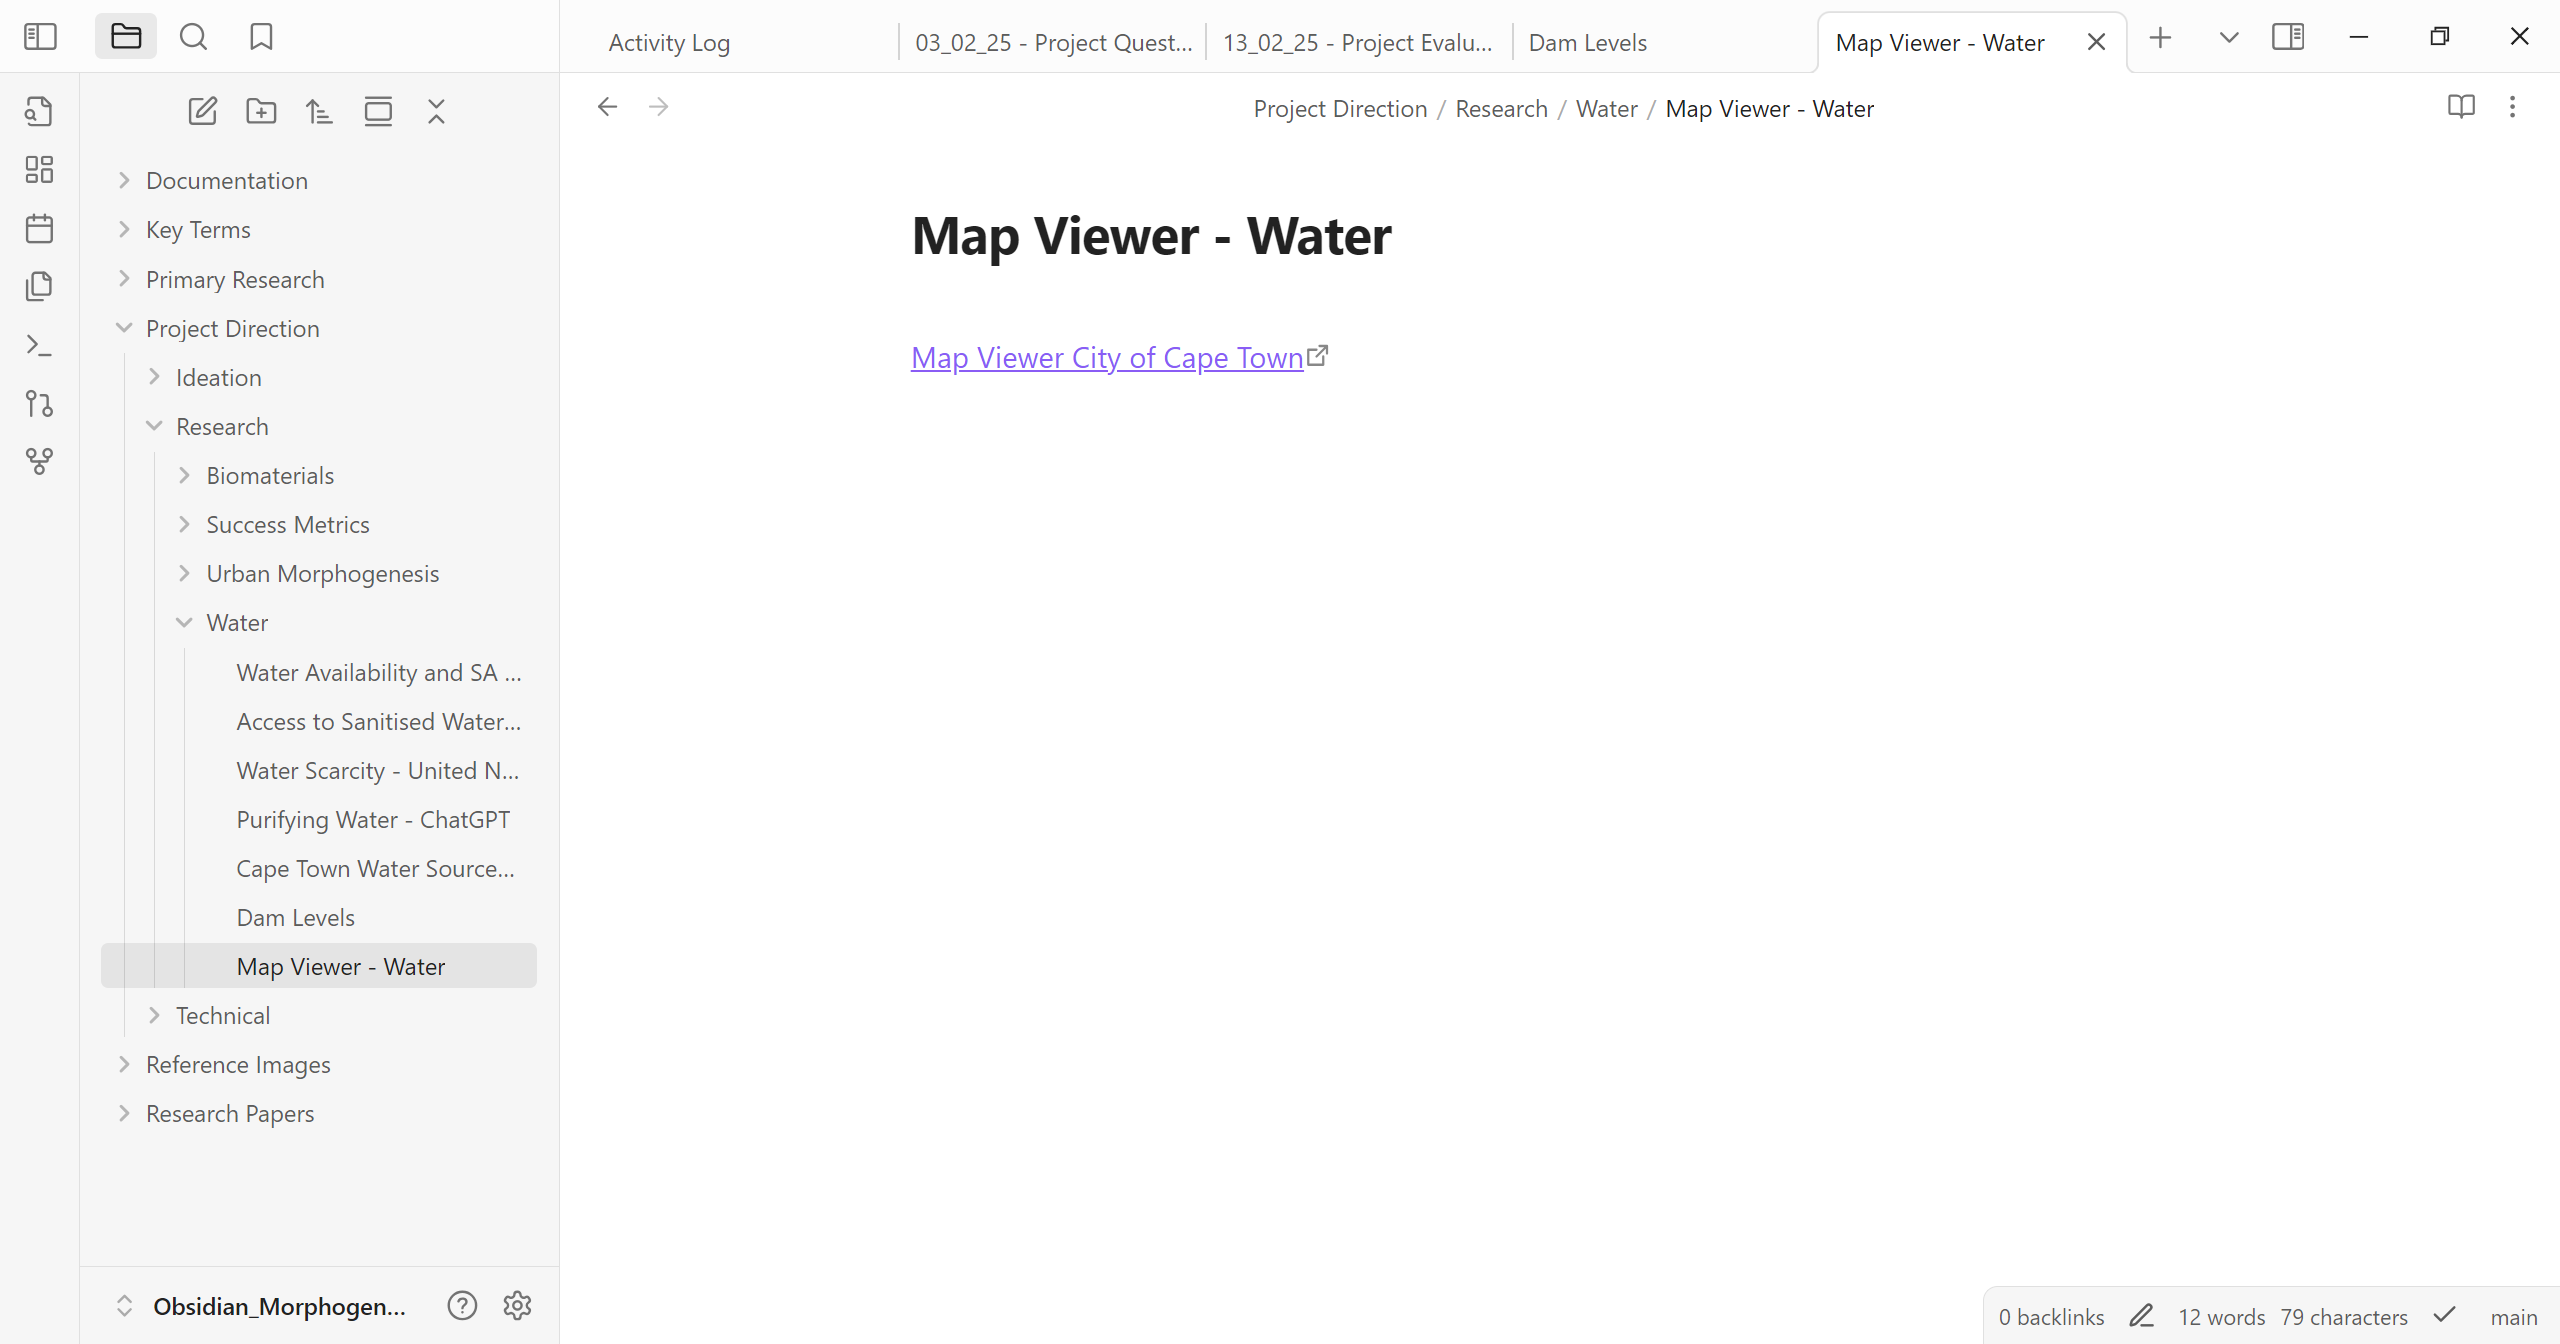 Activity Log
03_02_25 - Project Quest...
13_02_25 - Project Evalu...
Dam Levels
Map Viewer - Water
Project Direction / Research / Water / Map Viewer - Water
Documentation
Key Terms
Primary Research
Project Direction
Ideation
Research
Biomaterials
Success Metrics
Urban Morphogenesis
Water
Water Availability and SA ...
Access to Sanitised Water...
Water Scarcity - United N...
Purifying Water - ChatGPT
Cape Town Water Source...
Dam Levels
Map Viewer - Water
Technical
Reference Images
Research Papers
Obsidian_Morphogen...
Map Viewer - Water
Map Viewer City of Cape Town
0 backlinks 12 words 79 characters main